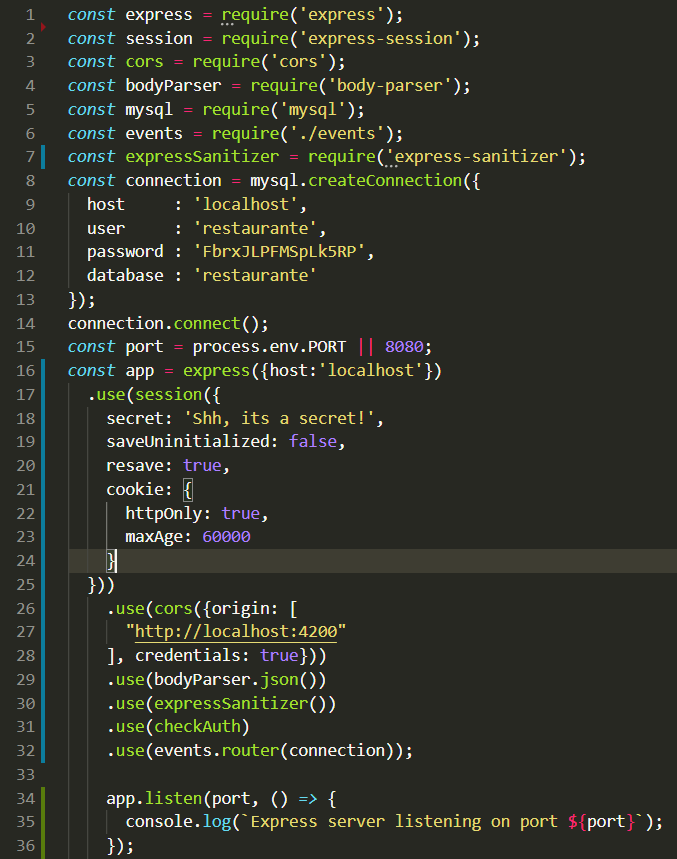 1 const express = require('express');
2 const session = require('express-session');
3 const cors = require('cors');
4 const bodyParser = require('body-parser');
5 const mysql = require('mysql');
6 const events = require('./events');
7 const expressSanitizer = require('express-sanitizer');
8 const connection = mysql.createConnection({
9   host     : 'localhost',
10   user     : 'restaurante',
11   password : 'FbrxJLPFMSpLk5RP',
12   database : 'restaurante'
13 });
14 connection.connect();
15 const port = process.env.PORT || 8080;
16 const app = express({host:'localhost'})
17   .use(session({
18     secret: 'Shh, its a secret!',
19     saveUninitialized: false,
20     resave: true,
21     cookie: {
22       httpOnly: true,
23       maxAge: 60000
24     }
25   }))
26     .use(cors({origin: [
27       "http://localhost:4200"
28     ], credentials: true}))
29     .use(bodyParser.json())
30     .use(expressSanitizer())
31     .use(checkAuth)
32     .use(events.router(connection));
33
34     app.listen(port, () => {
35       console.log(`Express server listening on port ${port}`);
36     });